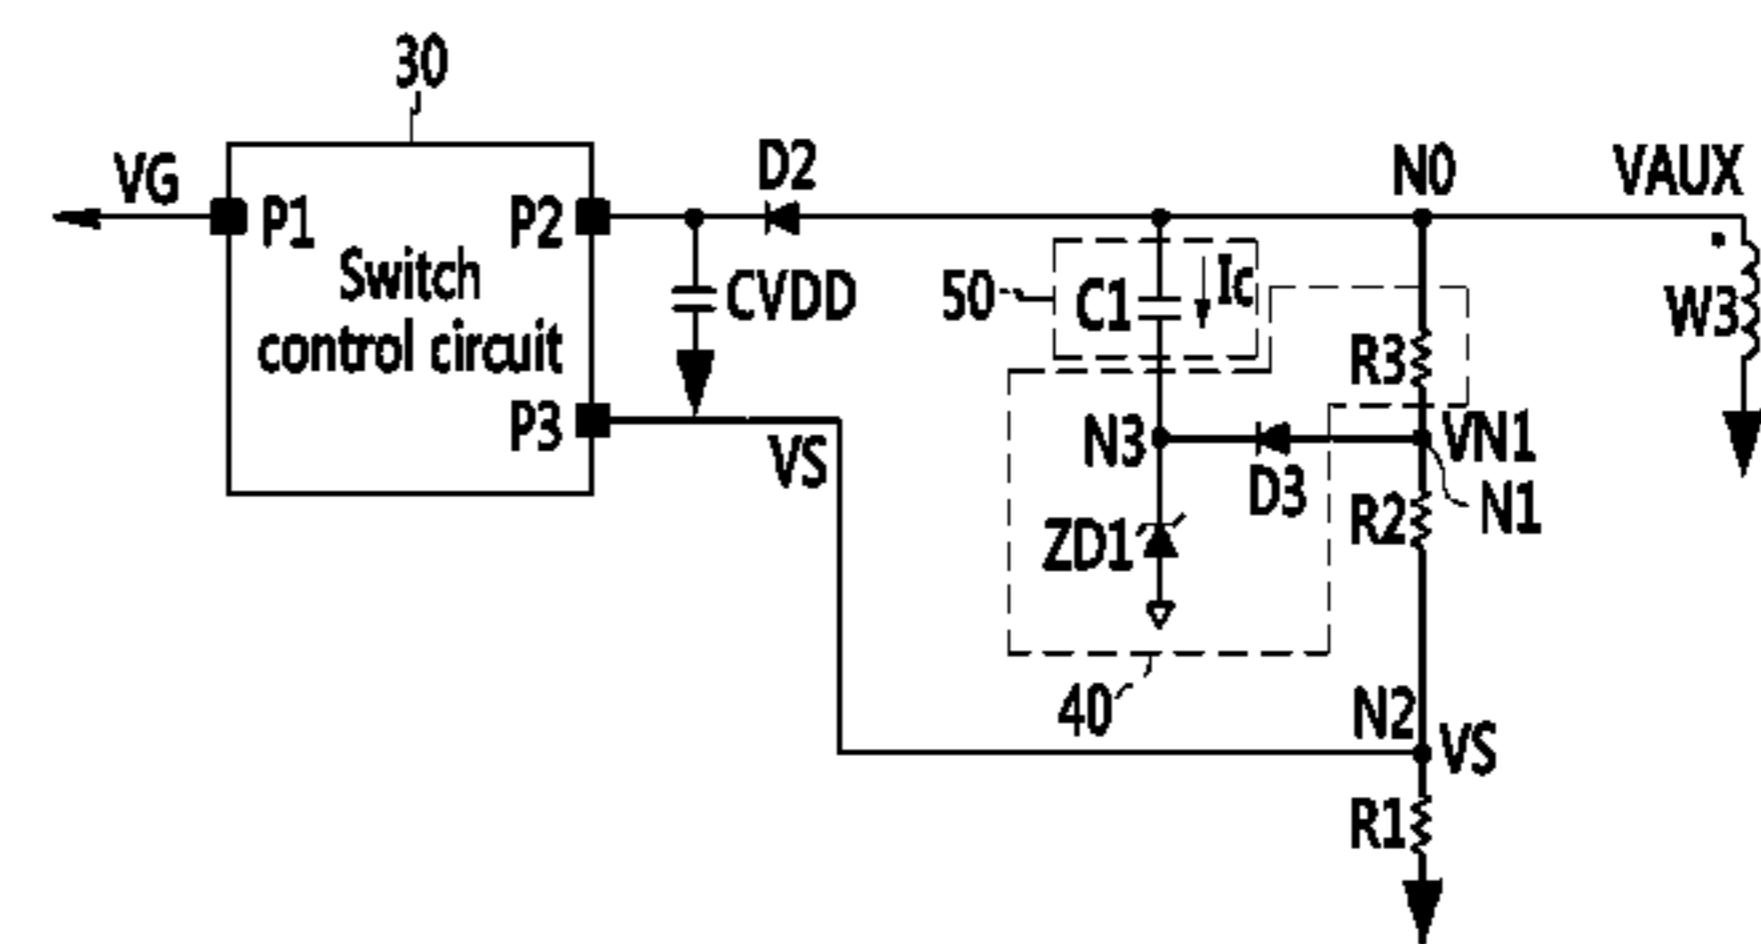 30
VG
D2
N0
VAUX
P1
P2
Switch
control circuit
CVDD
50
C1
Ic
W3
R3
P3
VS
N3
VN1
D3
R2
N1
ZD1
40
N2
VS
R1